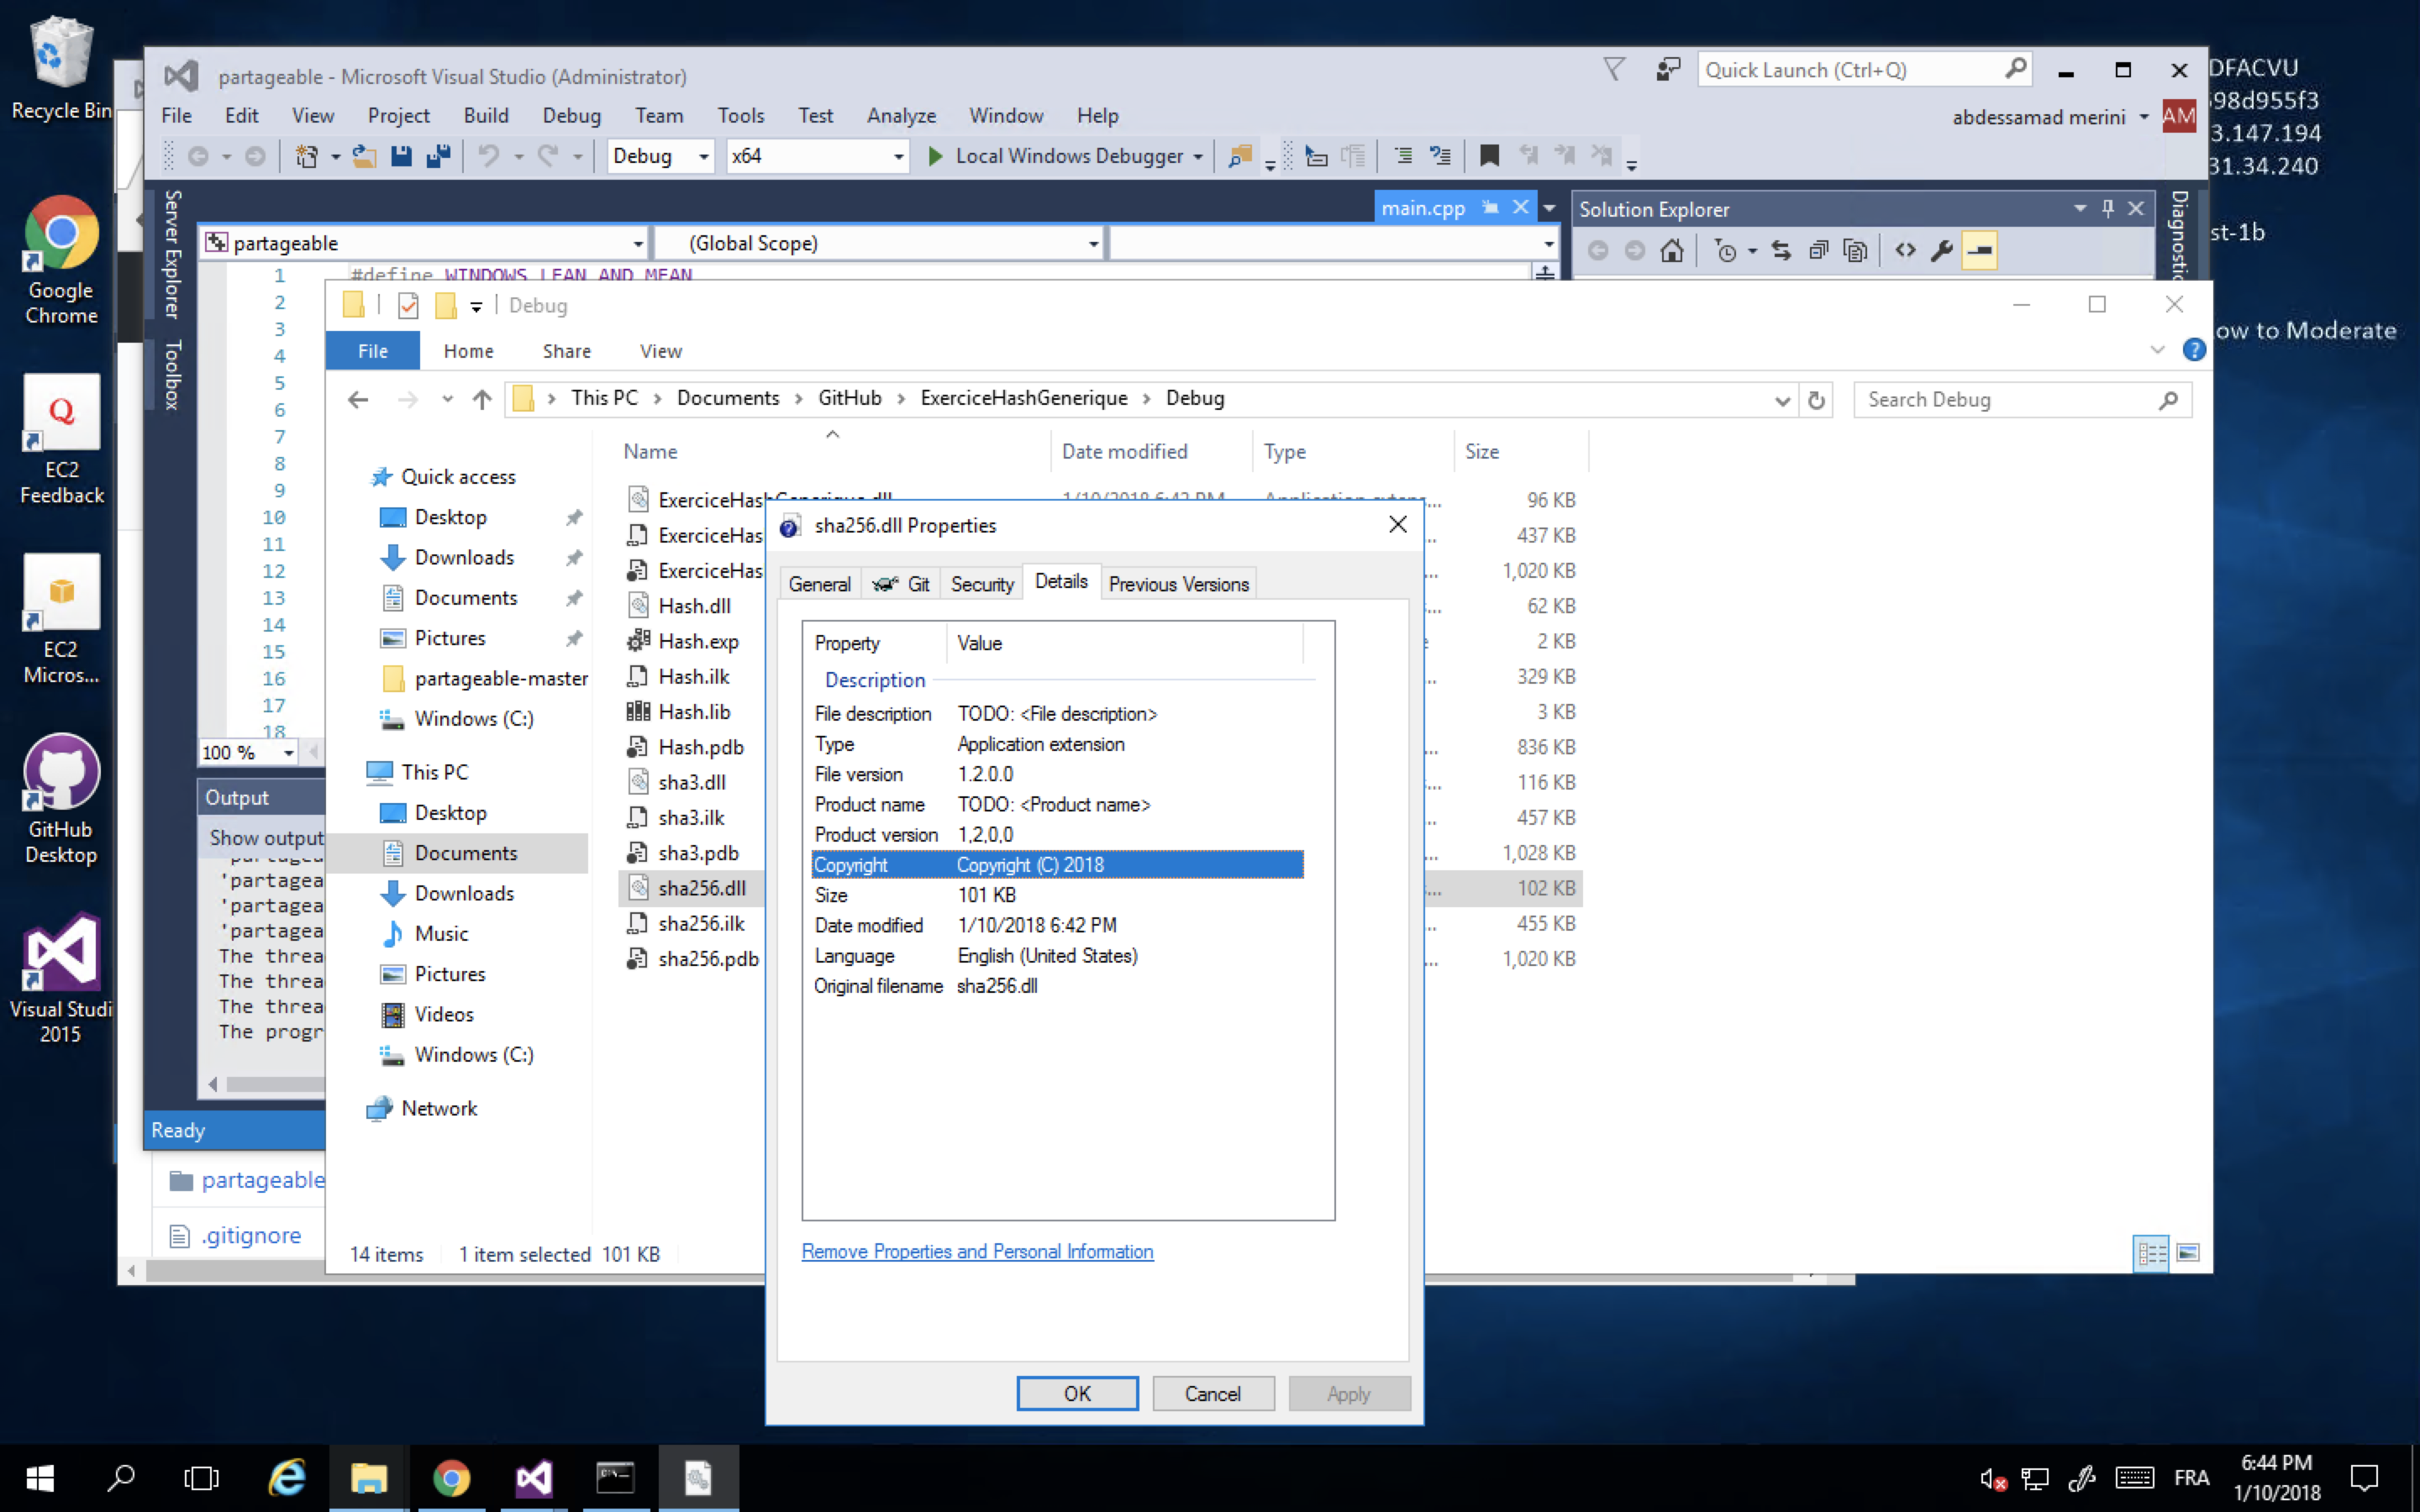 Recycle Bin
Google
Chrome
EC2
Feedback
EC2
Micros...
GitHub
Desktop
Visual Studi
2015
DFACVU
98d955f3
3.147.194
31.34.240
st-1b
ow to Moderate
partageable - Microsoft Visual Studio (Administrator)
Quick Launch (Ctrl+Q)
File Edit View Project Build Debug Team Tools Test Analyze Window Help
abdessamad merini AM
Debug x64 Local Windows Debugger
Server Explorer
Toolbox
main.cpp
Solution Explorer
partageable (Global Scope)
1 #define WINDOWS_LEAN_AND_MEAN
2
3
4
5
6
7
8
9
10
11
12
13
14
15
16
17
18
100 %
Output
Show output
'partagea
'partagea
'partagea
'partagea
The threa
The threa
The threa
The progr
Ready
partageable
.gitignore
Debug
File Home Share View
This PC Documents GitHub ExerciceHashGenerique Debug
Search Debug
Quick access
Desktop
Downloads
Documents
Pictures
partageable-master
Windows (C:)
This PC
Desktop
Documents
Downloads
Music
Pictures
Videos
Windows (C:)
Network
Name Date modified Type Size
ExerciceHashGenerique.dll 1/10/2018 6:42 PM Application extens... 96 KB
ExerciceHas 437 KB
ExerciceHas 1,020 KB
Hash.dll 62 KB
Hash.exp 2 KB
Hash.ilk 329 KB
Hash.lib 3 KB
Hash.pdb 836 KB
sha3.dll 116 KB
sha3.ilk 457 KB
sha3.pdb 1,028 KB
sha256.dll 102 KB
sha256.ilk 455 KB
sha256.pdb 1,020 KB
14 items 1 item selected 101 KB
sha256.dll Properties
General Git Security Details Previous Versions
Property Value
Description
File description TODO: <File description>
Type Application extension
File version 1.2.0.0
Product name TODO: <Product name>
Product version 1,2,0,0
Copyright Copyright (C) 2018
Size 101 KB
Date modified 1/10/2018 6:42 PM
Language English (United States)
Original filename sha256.dll
Remove Properties and Personal Information
OK Cancel Apply
FRA
6:44 PM
1/10/2018